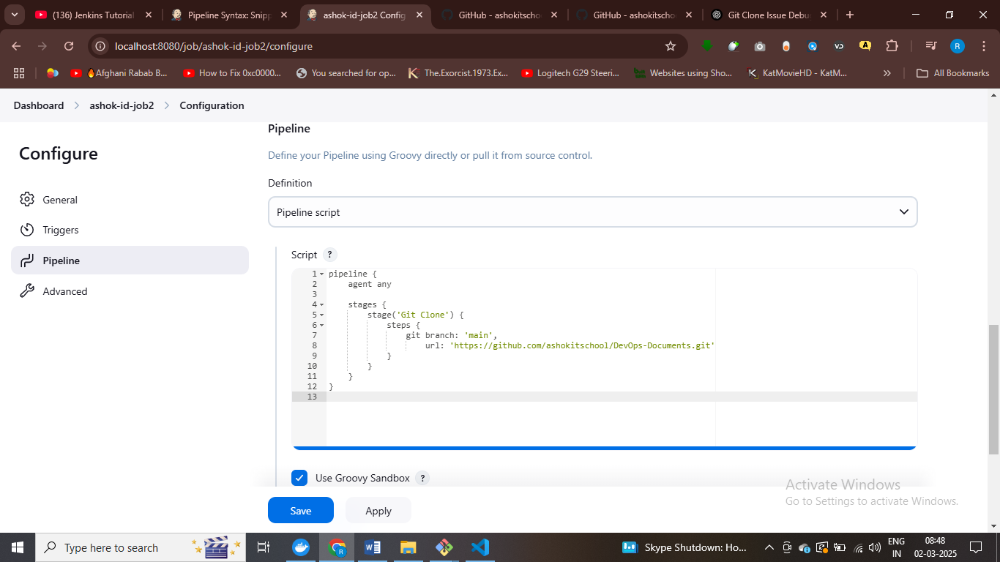 (136) Jenkins Tutorial
Pipeline Syntax: Snipp
ashok-id-job2 Config
GitHub - ashokitscho
GitHub - ashokitscho
Git Clone Issue Debu
localhost:8080/job/ashok-id-job2/configure
R
🔥Afghani Rabab B...
How to Fix 0xc0000...
You searched for op...
The.Exorcist.1973.Ex...
Logitech G29 Steeri...
Websites using Sho...
KatMovieHD - KatM...
»
All Bookmarks
Dashboard > ashok-id-job2 > Configuration
Configure
General
Triggers
Pipeline
Advanced
Pipeline
Define your Pipeline using Groovy directly or pull it from source control.
Definition
Pipeline script
Script ?
1 pipeline {
2     agent any
3
4     stages {
5         stage('Git Clone') {
6             steps {
7                 git branch: 'main',
8                     url: 'https://github.com/ashokitschool/DevOps-Documents.git'
9             }
10         }
11     }
12 }
13
Use Groovy Sandbox ?
Save
Apply
Activate Windows
Go to Settings to activate Windows.
Type here to search
Skype Shutdown: Ho...
ENG
IN
08:48
02-03-2025